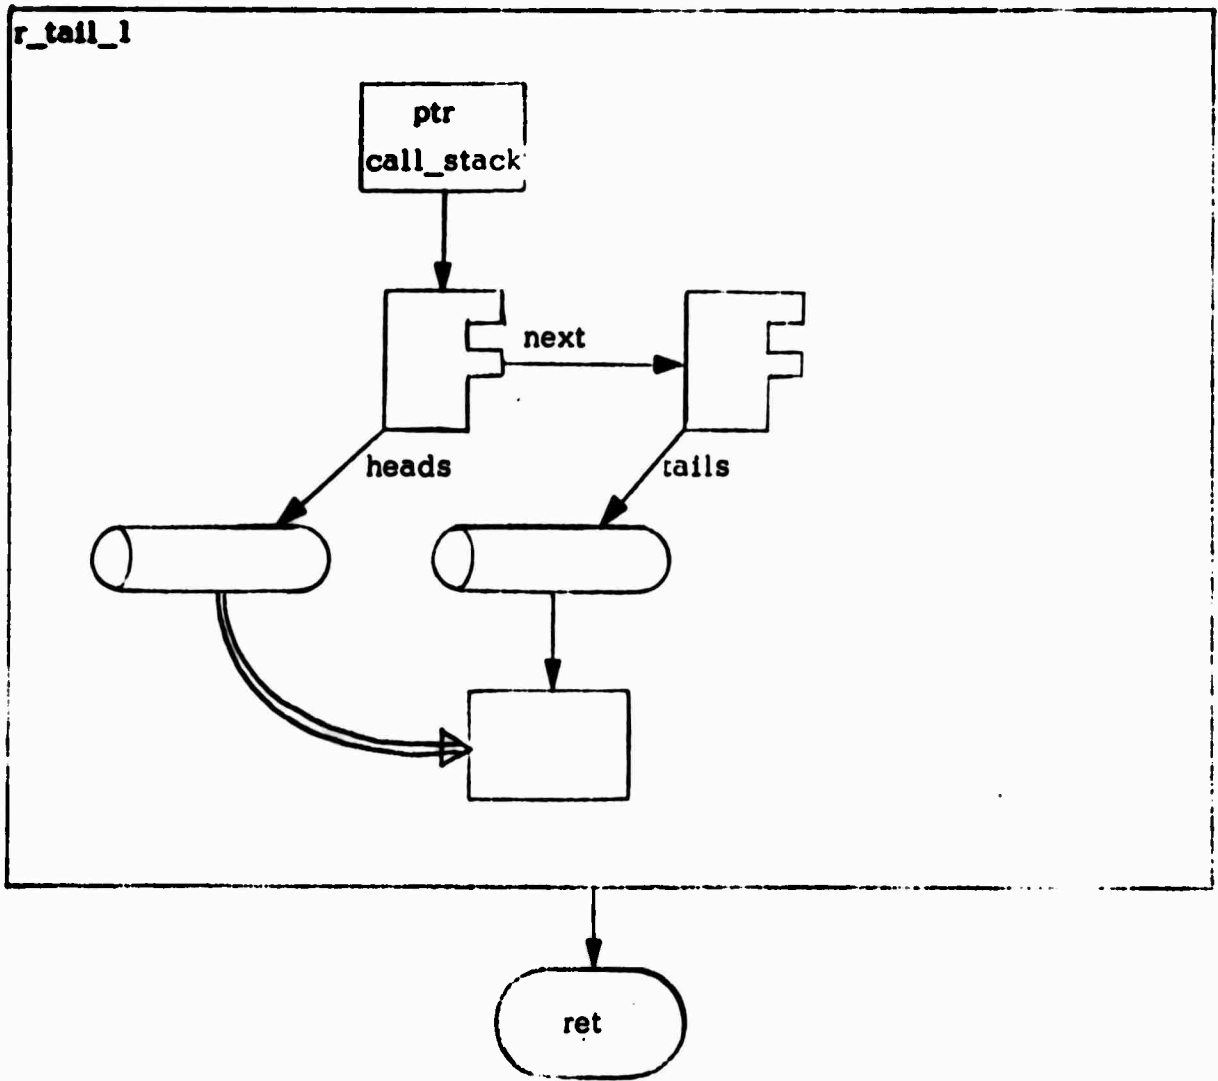 r_tail_1
ptr
call_stack
next
heads
tails
ret